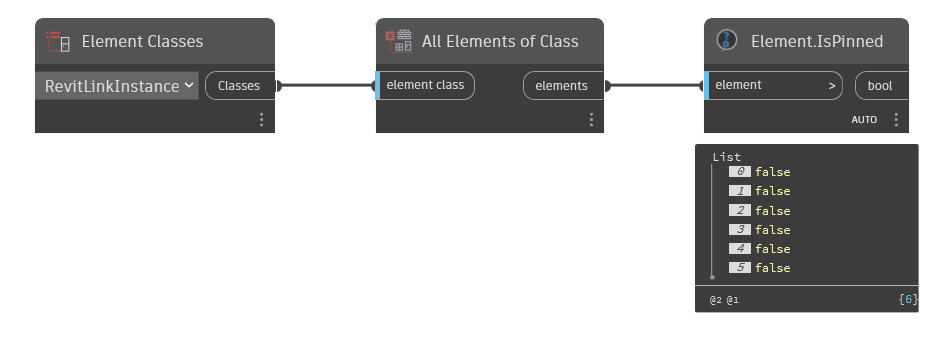 Element Classes
RevitLinkInstance
Classes
All Elements of Class
element class
elements
Element.IsPinned
element >
bool
AUTO
List
0 false
1 false
2 false
3 false
4 false
5 false
@2 @1
{6}